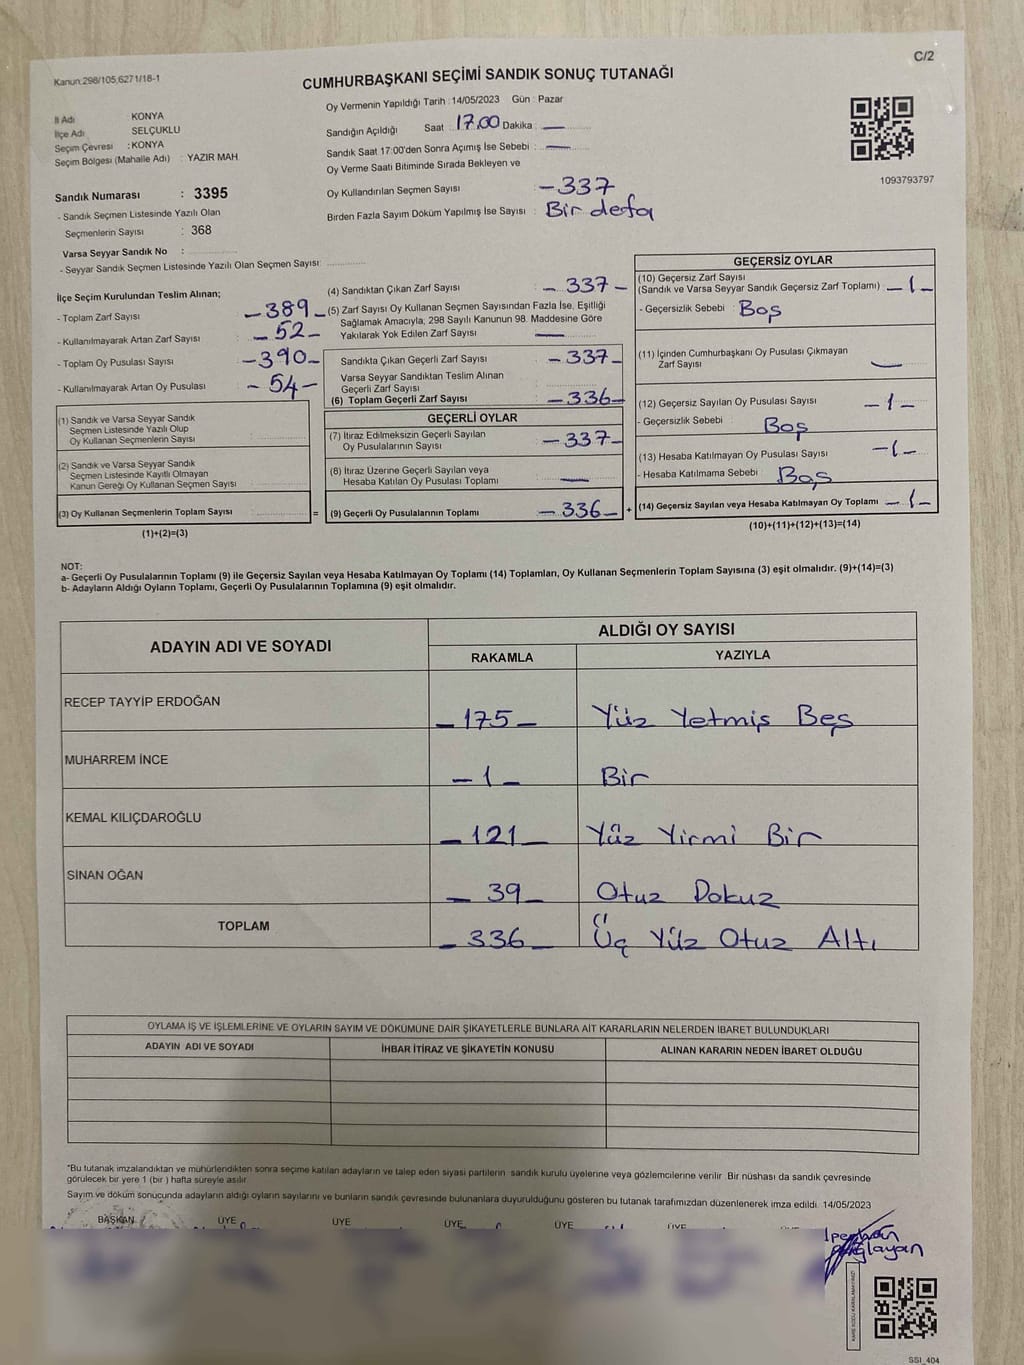 Kanun:298/105,6271/18-1
C/2
CUMHURBAŞKANI SEÇİMİ SANDIK SONUÇ TUTANAĞI
Oy Vermenin Yapıldığı Tarih : 14/05/2023 Gün : Pazar
İl Adı KONYA
İlçe Adı SELÇUKLU
Seçim Çevresi : KONYA
Seçim Bölgesi (Mahalle Adı) : YAZIR MAH.
Sandığın Açıldığı Saat : 17.00 Dakika : —
Sandık Saat 17:00'den Sonra Açımış İse Sebebi : —
Oy Verme Saati Bitiminde Sırada Bekleyen ve
Oy Kullandırılan Seçmen Sayısı – 337
Birden Fazla Sayım Döküm Yapılmış İse Sayısı : Bir defa
1093793797
Sandık Numarası : 3395
- Sandık Seçmen Listesinde Yazılı Olan
Seçmenlerin Sayısı : 368
Varsa Seyyar Sandık No :
- Seyyar Sandık Seçmen Listesinde Yazılı Olan Seçmen Sayısı:
İlçe Seçim Kurulundan Teslim Alınan;
- Toplam Zarf Sayısı – 389 –
- Kullanılmayarak Artan Zarf Sayısı : – 52 –
- Toplam Oy Pusulası Sayısı – 390 –
- Kullanılmayarak Artan Oy Pusulası – 54 –
(1) Sandık ve Varsa Seyyar Sandık
Seçmen Listesinde Yazılı Olup
Oy Kullanan Seçmenlerin Sayısı :
(2) Sandık ve Varsa Seyyar Sandık
Seçmen Listesinde Kayıtlı Olmayan
Kanun Gereği Oy Kullanan Seçmen Sayısı :
(3) Oy Kullanan Seçmenlerin Toplam Sayısı =
(1)+(2)=(3)
(4) Sandıktan Çıkan Zarf Sayısı : – 337 –
(5) Zarf Sayısı Oy Kullanan Seçmen Sayısından Fazla İse, Eşitliği
Sağlamak Amacıyla, 298 Sayılı Kanunun 98. Maddesine Göre
Yakılarak Yok Edilen Zarf Sayısı —
Sandıkta Çıkan Geçerli Zarf Sayısı – 337 –
Varsa Seyyar Sandıktan Teslim Alınan
Geçerli Zarf Sayısı
(6) Toplam Geçerli Zarf Sayısı – 336 –
GEÇERLİ OYLAR
(7) İtiraz Edilmeksizin Geçerli Sayılan
Oy Pusulalarının Sayısı – 337 –
(8) İtiraz Üzerine Geçerli Sayılan veya
Hesaba Katılan Oy Pusulası Toplamı —
(9) Geçerli Oy Pusulalarının Toplamı – 336 – +
GEÇERSİZ OYLAR
(10) Geçersiz Zarf Sayısı
(Sandık ve Varsa Seyyar Sandık Geçersiz Zarf Toplamı) – 1 –
- Geçersizlik Sebebi : Boş
(11) İçinden Cumhurbaşkanı Oy Pusulası Çıkmayan
Zarf Sayısı —
(12) Geçersiz Sayılan Oy Pusulası Sayısı – 1 –
- Geçersizlik Sebebi : Boş
(13) Hesaba Katılmayan Oy Pusulası Sayısı – 1 –
- Hesaba Katılmama Sebebi : Boş
(14) Geçersiz Sayılan veya Hesaba Katılmayan Oy Toplamı – 1 –
(10)+(11)+(12)+(13)=(14)
NOT:
a- Geçerli Oy Pusulalarının Toplamı (9) ile Geçersiz Sayılan veya Hesaba Katılmayan Oy Toplamı (14) Toplamları, Oy Kullanan Seçmenlerin Toplam Sayısına (3) eşit olmalıdır. (9)+(14)=(3)
b- Adayların Aldığı Oyların Toplamı, Geçerli Oy Pusulalarının Toplamına (9) eşit olmalıdır.
ADAYIN ADI VE SOYADI
ALDIĞI OY SAYISI
RAKAMLA YAZIYLA
RECEP TAYYİP ERDOĞAN – 175 – Yüz Yetmiş Beş
MUHARREM İNCE – 1 – Bir
KEMAL KILIÇDAROĞLU – 121 – Yüz Yirmi Bir
SİNAN OĞAN – 39 – Otuz Dokuz
TOPLAM – 336 – Üç Yüz Otuz Altı
OYLAMA İŞ VE İŞLEMLERİNE VE OYLARIN SAYIM VE DÖKÜMÜNE DAİR ŞİKAYETLERLE BUNLARA AİT KARARLARIN NELERDEN İBARET BULUNDUKLARI
ADAYIN ADI VE SOYADI İHBAR İTİRAZ VE ŞİKAYETİN KONUSU ALINAN KARARIN NEDEN İBARET OLDUĞU
*Bu tutanak imzalandıktan ve mühürlendikten sonra seçime katılan adayların ve talep eden siyasi partilerin sandık kurulu üyelerine veya gözlemcilerine verilir. Bir nüshası da sandık çevresinde
görülecek bir yere 1 (bir) hafta süreyle asılır.
Sayım ve döküm sonucunda adayların aldığı oyların sayılarını ve bunların sandık çevresinde bulunanlara duyurulduğunu gösteren bu tutanak tarafımızdan düzenlenerek imza edildi. 14/05/2023
BAŞKAN ÜYE ÜYE ÜYE ÜYE ÜYE
SSI_404